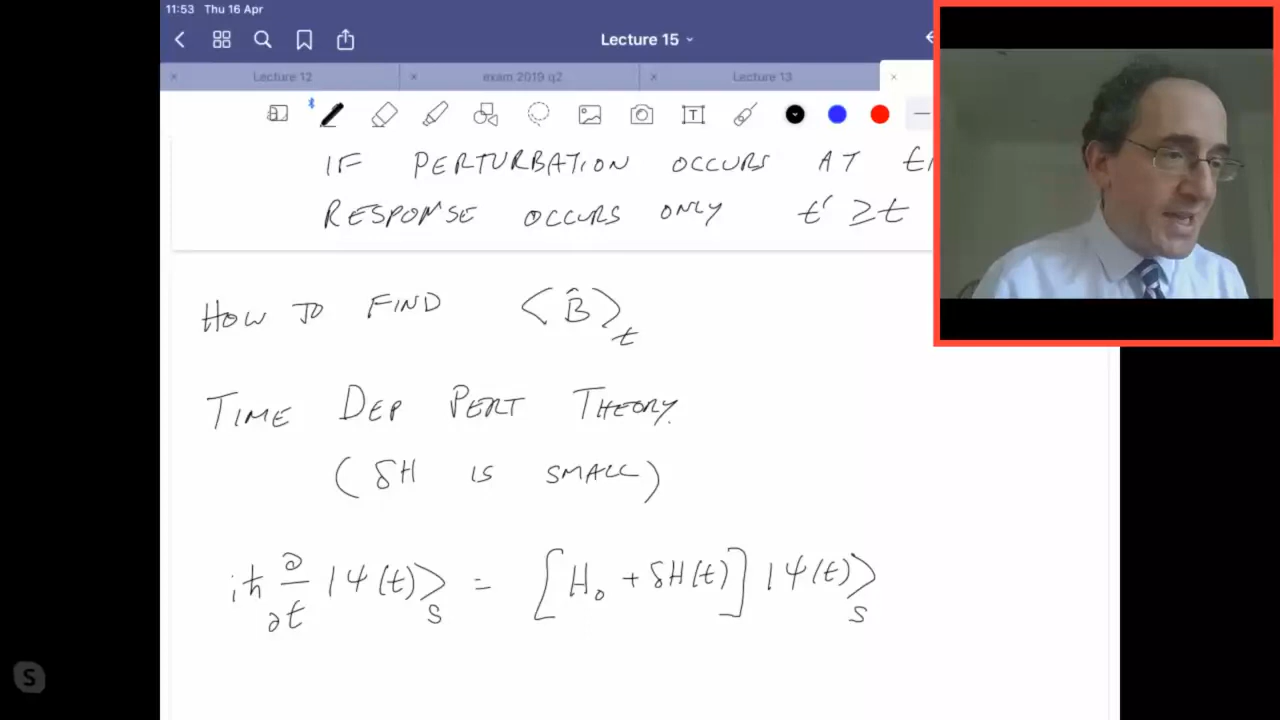 11:53 Thu 16 Apr
Lecture 15
Lecture 12
exam 2019 q2
Lecture 13
T
IF PERTURBATION OCCURS AT
RESPONSE OCCURS ONLY t' ≥ t
HOW TO FIND ⟨B̂⟩t
TIME DEP PERT THEORY.
(δH IS SMALL)
iħ ∂/∂t |ψ(t)⟩S = [H0 + δH(t)] |ψ(t)⟩S
S